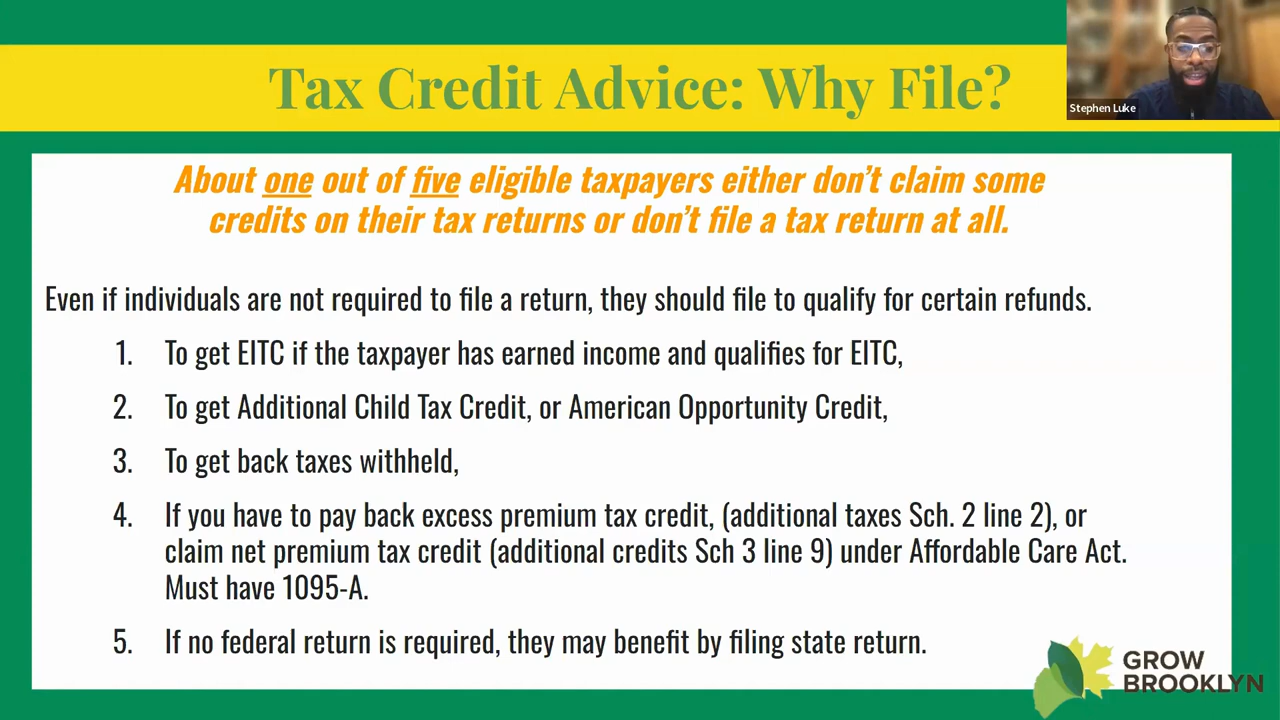 Tax Credit Advice: Why File?
Stephen Luke
About one out of five eligible taxpayers either don't claim some
credits on their tax returns or don't file a tax return at all.
Even if individuals are not required to file a return, they should file to qualify for certain refunds.
1. To get EITC if the taxpayer has earned income and qualifies for EITC,
2. To get Additional Child Tax Credit, or American Opportunity Credit,
3. To get back taxes withheld,
4. If you have to pay back excess premium tax credit, (additional taxes Sch. 2 line 2), or
claim net premium tax credit (additional credits Sch 3 line 9) under Affordable Care Act.
Must have 1095-A.
5. If no federal return is required, they may benefit by filing state return.
GROW
BROOKLYN